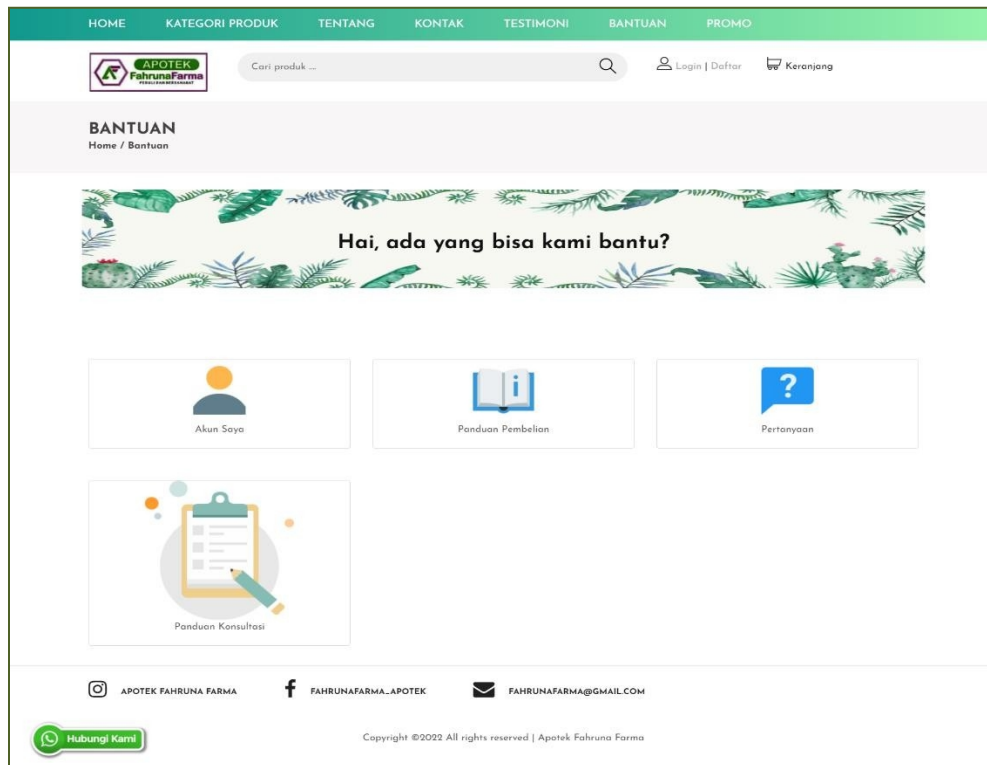 HOME KATEGORI PRODUK TENTANG KONTAK TESTIMONI BANTUAN PROMO
APOTEK
FahrunaFarma
Cari produk ...
Login | Daftar
Keranjang
BANTUAN
Home / Bantuan
Hai, ada yang bisa kami bantu?
Akun Saya
Panduan Pembelian
i
?
Pertanyaan
Panduan Konsultasi
APOTEK FAHRUNA FARMA
FAHRUNAFARMA_APOTEK
FAHRUNAFARMA@GMAIL.COM
Hubungi Kami
Copyright ©2022 All rights reserved | Apotek Fahruna Farma